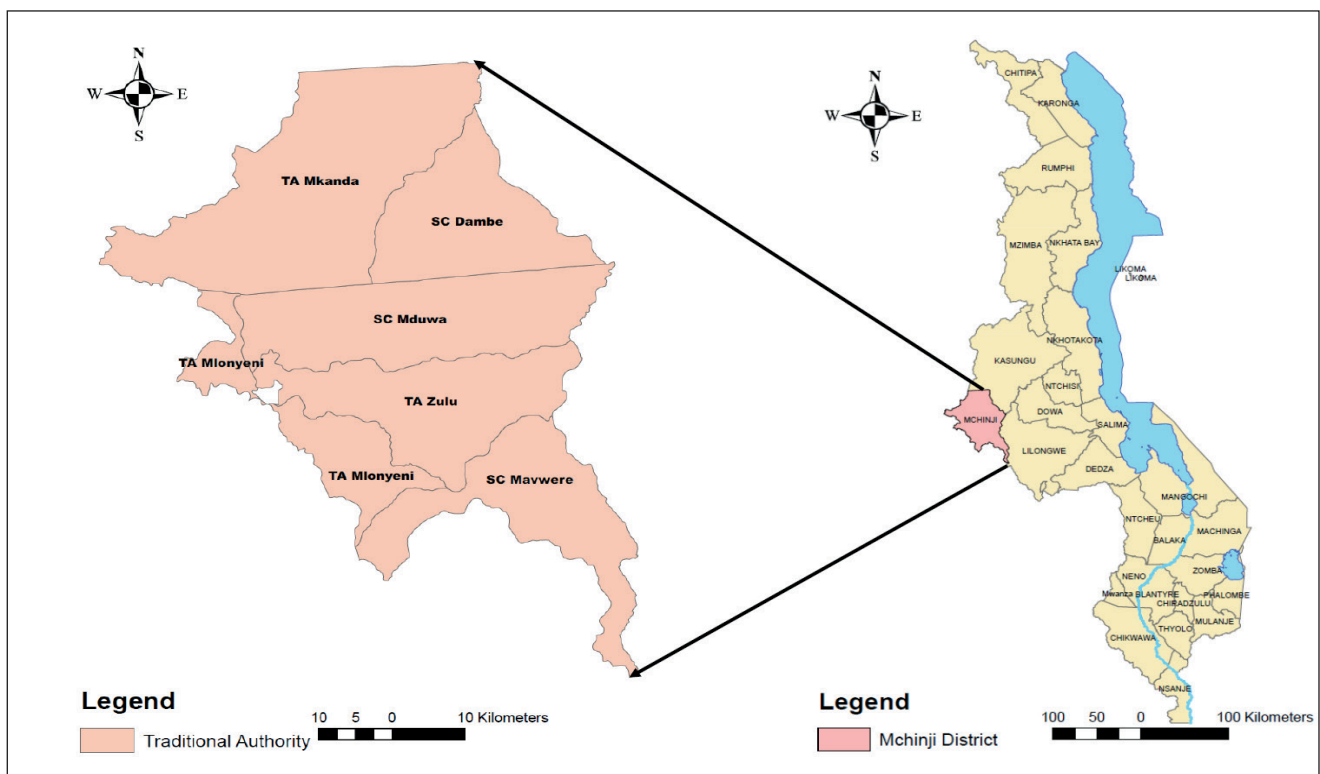 N
W E
S
TA Mkanda
SC Dambe
SC Mduwa
TA Mlonyeni
TA Zulu
TA Mlonyeni
SC Mavwere
Legend
Traditional Authority
10 5 0 10 Kilometers
N
W E
S
CHITIPA
KARONGA
RUMPHI
MZIMBA
NKHATA BAY
LIKOMA
LIKOMA
NKHOTAKOTA
KASUNGU
NTCHISI
DOWA
MCHINJI
SALIMA
LILONGWE
DEDZA
MANGOCHI
NTCHEU
MACHINGA
BALAKA
ZOMBA
NENO
Mwanza BLANTYRE
PHALOMBE
CHIRADZULU
MULANJE
THYOLO
CHIKWAWA
NSANJE
Legend
Mchinji District
100 50 0 100 Kilometers